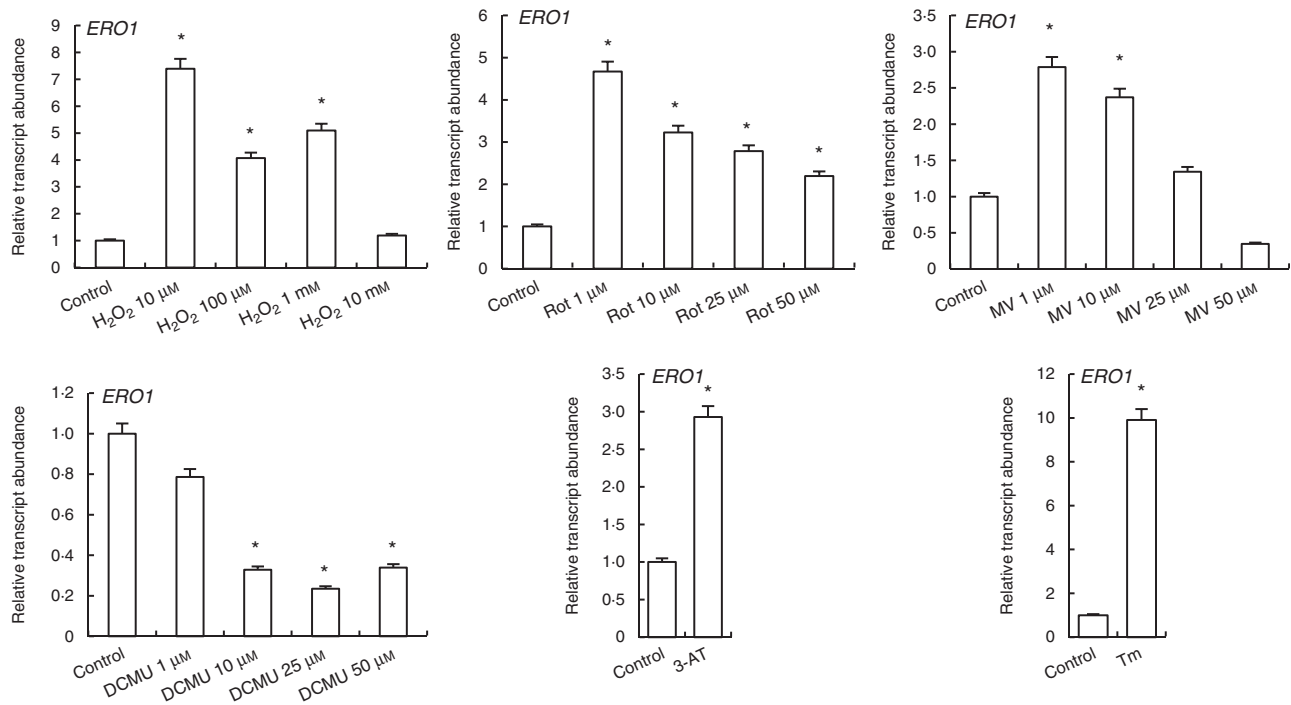 ERO1
Relative transcript abundance
9
8
7
6
5
4
3
2
1
0
*
*
*
Control
H₂O₂ 10 μM
H₂O₂ 100 μM
H₂O₂ 1 mM
H₂O₂ 10 mM
ERO1
Relative transcript abundance
6
5
4
3
2
1
0
*
*
*
*
Control
Rot 1 μM
Rot 10 μM
Rot 25 μM
Rot 50 μM
ERO1
Relative transcript abundance
3·5
3·0
2·5
2·0
1·5
1·0
0·5
0
*
*
Control
MV 1 μM
MV 10 μM
MV 25 μM
MV 50 μM
ERO1
Relative transcript abundance
1·2
1·0
0·8
0·6
0·4
0·2
0
*
*
*
Control
DCMU 1 μM
DCMU 10 μM
DCMU 25 μM
DCMU 50 μM
ERO1
Relative transcript abundance
3·5
3·0
2·5
2·0
1·5
1·0
0·5
0
*
Control
3-AT
ERO1
Relative transcript abundance
12
10
8
6
4
2
0
*
Control
Tm